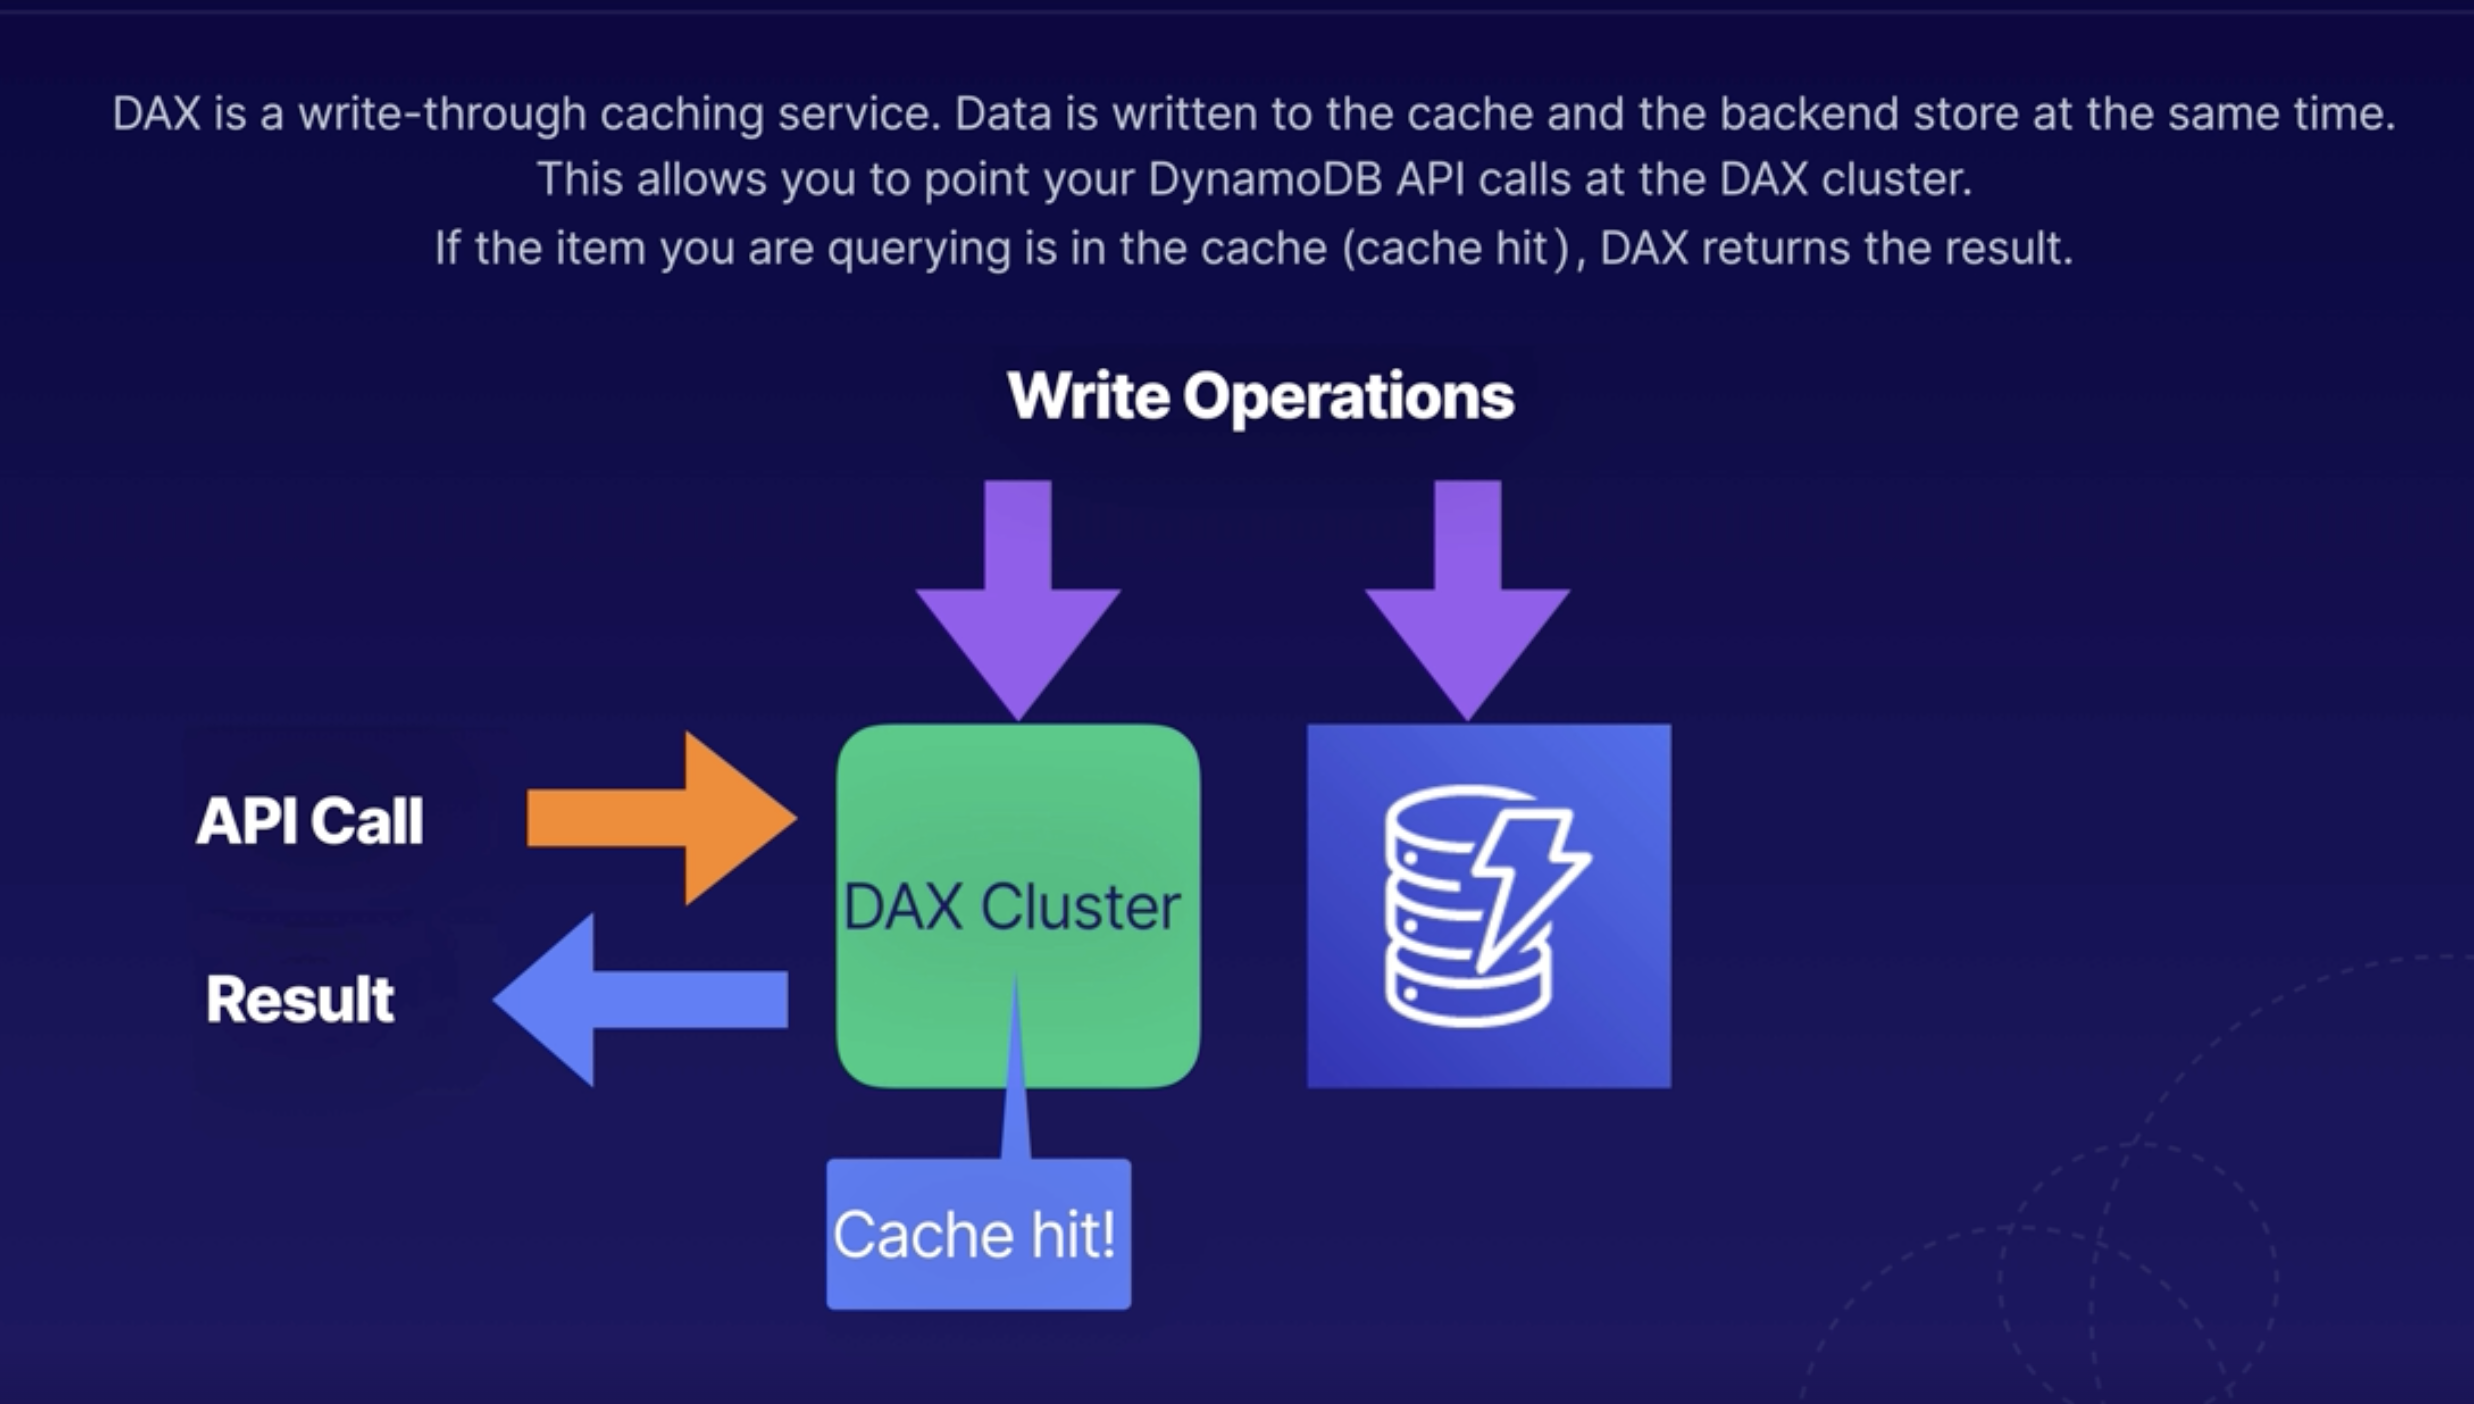 DAX is a write-through caching service. Data is written to the cache and the backend store at the same time.
This allows you to point your DynamoDB API calls at the DAX cluster.
If the item you are querying is in the cache (cache hit), DAX returns the result.
Write Operations
API Call
DAX Cluster
Result
Cache hit!